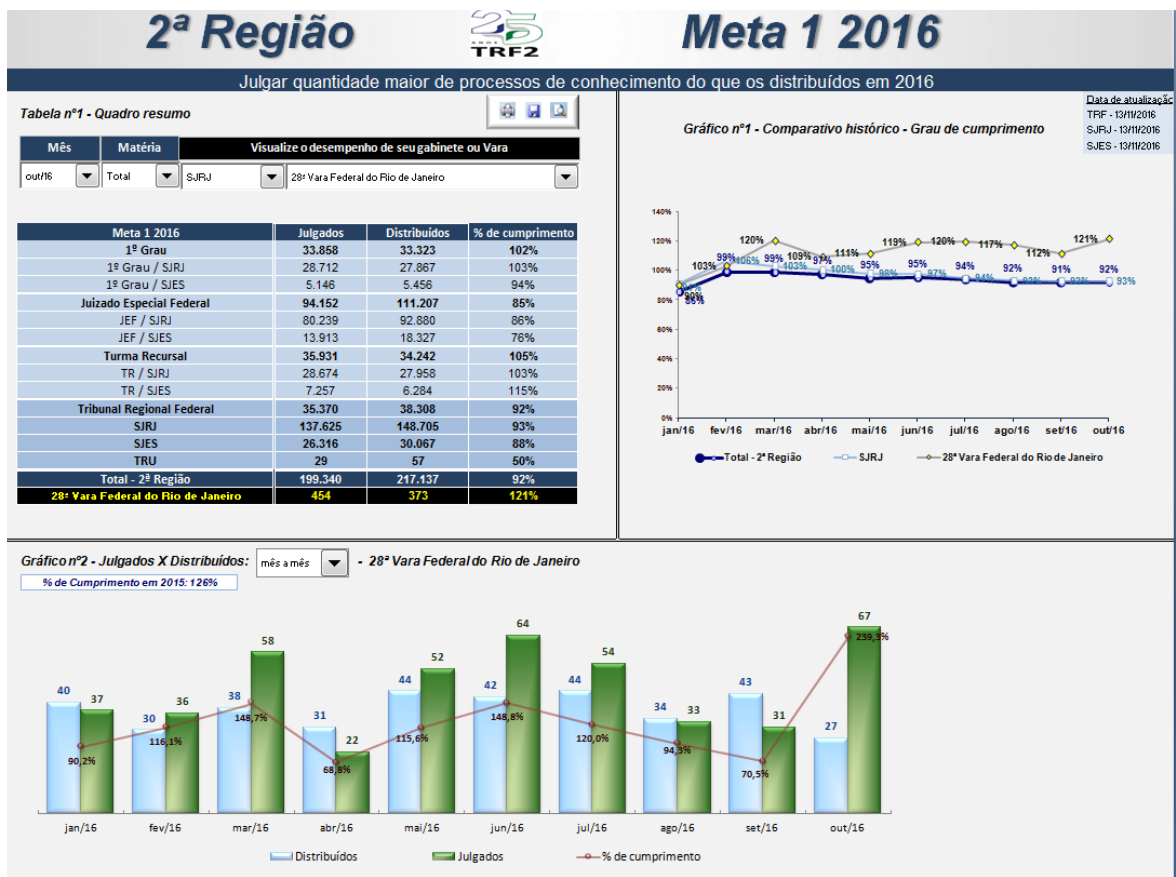 2ª Região
25
ANOS
TRF2
Meta 1 2016
Julgar quantidade maior de processos de conhecimento do que os distribuídos em 2016
Tabela nº1 - Quadro resumo
Mês Matéria Visualize o desempenho de seu gabinete ou Vara
out/16 Total SJRJ 28ª Vara Federal do Rio de Janeiro
Meta 1 2016 Julgados Distribuídos % de cumprimento
1º Grau 33.858 33.323 102%
1º Grau / SJRJ 28.712 27.867 103%
1º Grau / SJES 5.146 5.456 94%
Juizado Especial Federal 94.152 111.207 85%
JEF / SJRJ 80.239 92.880 86%
JEF / SJES 13.913 18.327 76%
Turma Recursal 35.931 34.242 105%
TR / SJRJ 28.674 27.958 103%
TR / SJES 7.257 6.284 115%
Tribunal Regional Federal 35.370 38.308 92%
SJRJ 137.625 148.705 93%
SJES 26.316 30.067 88%
TRU 29 57 50%
Total - 2ª Região 199.340 217.137 92%
28ª Vara Federal do Rio de Janeiro 454 373 121%
Data de atualizaçãc
TRF - 13/11/2016
SJRJ - 13/11/2016
SJES - 13/11/2016
Gráfico nº1 - Comparativo histórico - Grau de cumprimento
140%
120%
100%
80%
60%
40%
20%
0%
103% 120% 109% 111% 119% 120% 117% 112% 121%
99% 99% 97% 95% 95% 94% 92% 91% 92%
106% 103% 100% 98% 97% 94% 93%
90%
86%
jan/16 fev/16 mar/16 abr/16 mai/16 jun/16 jul/16 ago/16 set/16 out/16
Total - 2ª Região SJRJ 28ª Vara Federal do Rio de Janeiro
Gráfico nº2 - Julgados X Distribuídos: mês a mês - 28ª Vara Federal do Rio de Janeiro
% de Cumprimento em 2015: 126%
40 37 30 36 38 58 31 22 44 52 42 64 44 54 34 33 43 31 27 67
90,2% 116,1% 148,7% 68,8% 115,6% 148,8% 120,0% 94,3% 70,5% 239,3%
jan/16 fev/16 mar/16 abr/16 mai/16 jun/16 jul/16 ago/16 set/16 out/16
Distribuídos Julgados % de cumprimento